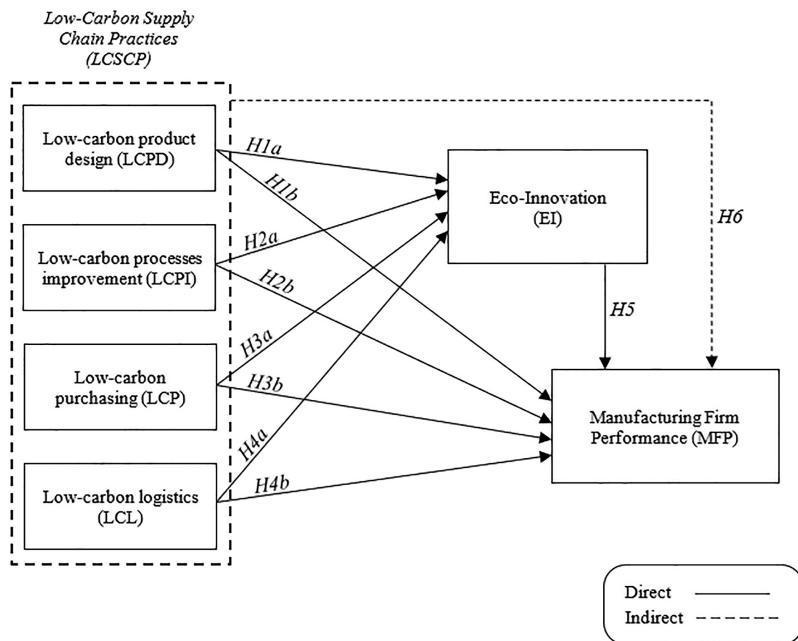 Low-Carbon Supply
Chain Practices
(LCSCP)
Low-carbon product
design (LCPD)
Low-carbon processes
improvement (LCPI)
Low-carbon
purchasing (LCP)
Low-carbon logistics
(LCL)
H1a
H1b
H2a
H2b
H3a
H3b
H4a
H4b
Eco-Innovation
(EI)
H5
H6
Manufacturing Firm
Performance (MFP)
Direct
Indirect